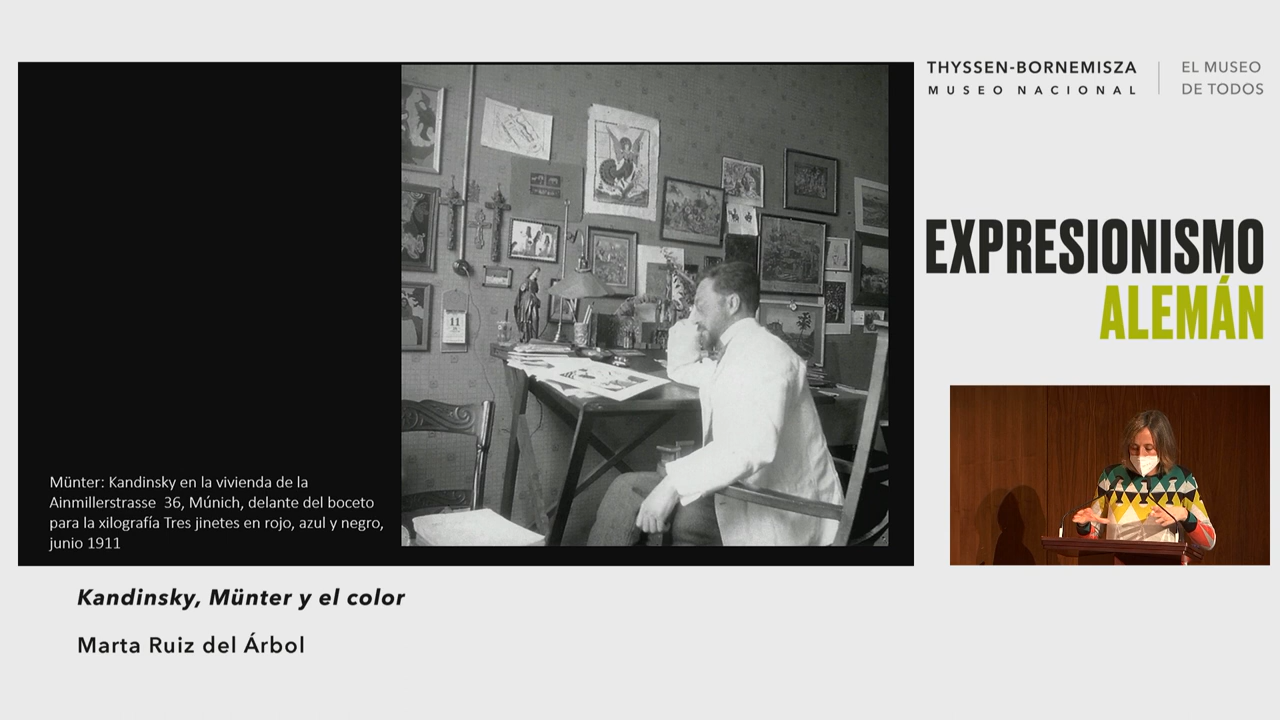 THYSSEN-BORNEMISZA
MUSEO NACIONAL
EL MUSEO
DE TODOS
EXPRESIONISMO
ALEMÁN
11
Münter: Kandinsky en la vivienda de la
Ainmillerstrasse 36, Múnich, delante del boceto
para la xilografía Tres jinetes en rojo, azul y negro,
junio 1911
Kandinsky, Münter y el color
Marta Ruiz del Árbol